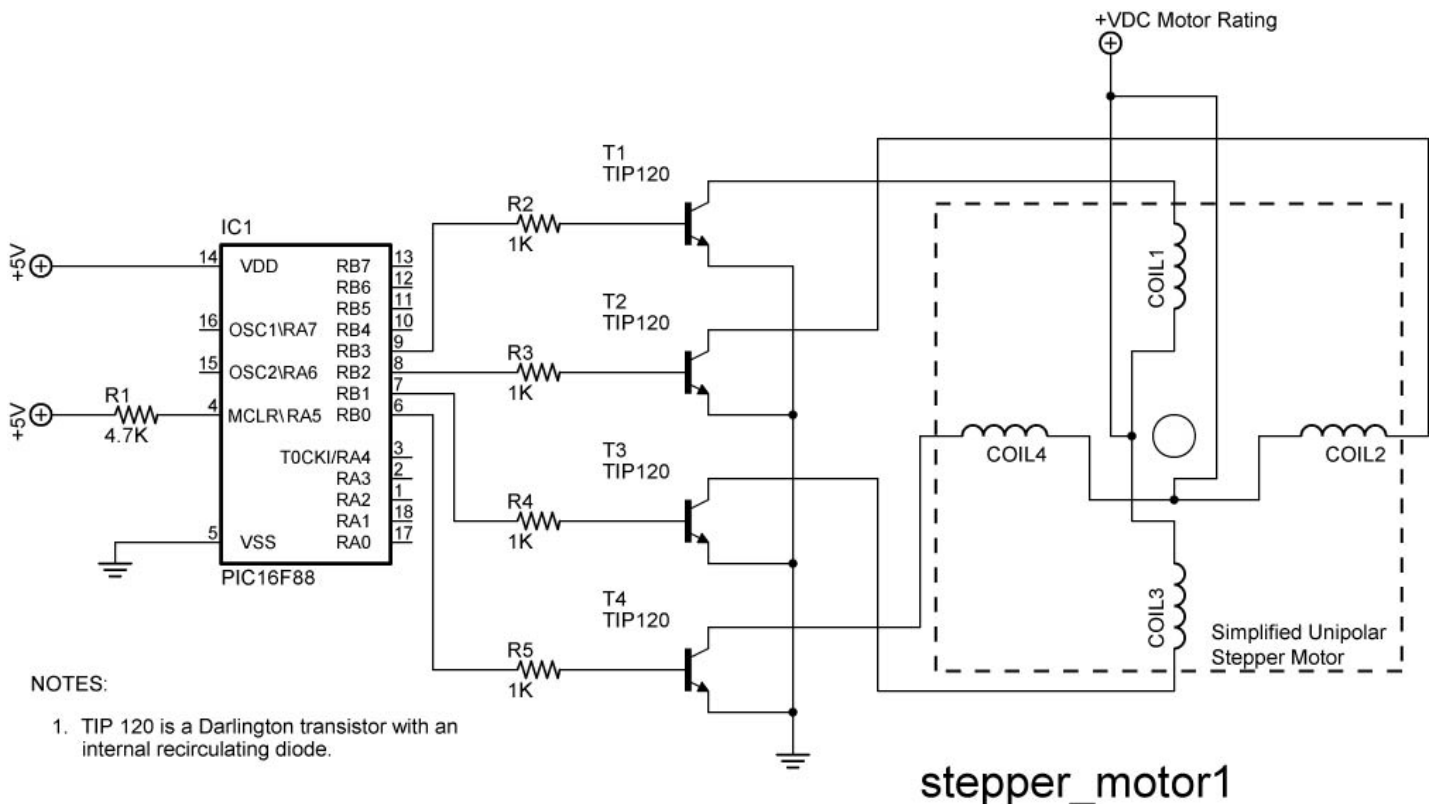 +VDC Motor Rating
T1
TIP120
R2
1K
IC1
+5V
14
VDD
RB7
13
RB6
12
RB5
11
16
OSC1\RA7
RB4
10
RB3
9
15
OSC2\RA6
RB2
8
RB1
7
+5V
R1
4.7K
4
MCLR\RA5
RB0
6
T0CKI/RA4
3
RA3
2
RA2
1
RA1
18
5
VSS
RA0
17
PIC16F88
T2
TIP120
R3
1K
T3
TIP120
R4
1K
T4
TIP120
R5
1K
COIL1
COIL4
COIL2
COIL3
Simplified Unipolar
Stepper Motor
NOTES:
1. TIP 120 is a Darlington transistor with an
internal recirculating diode.
stepper_motor1